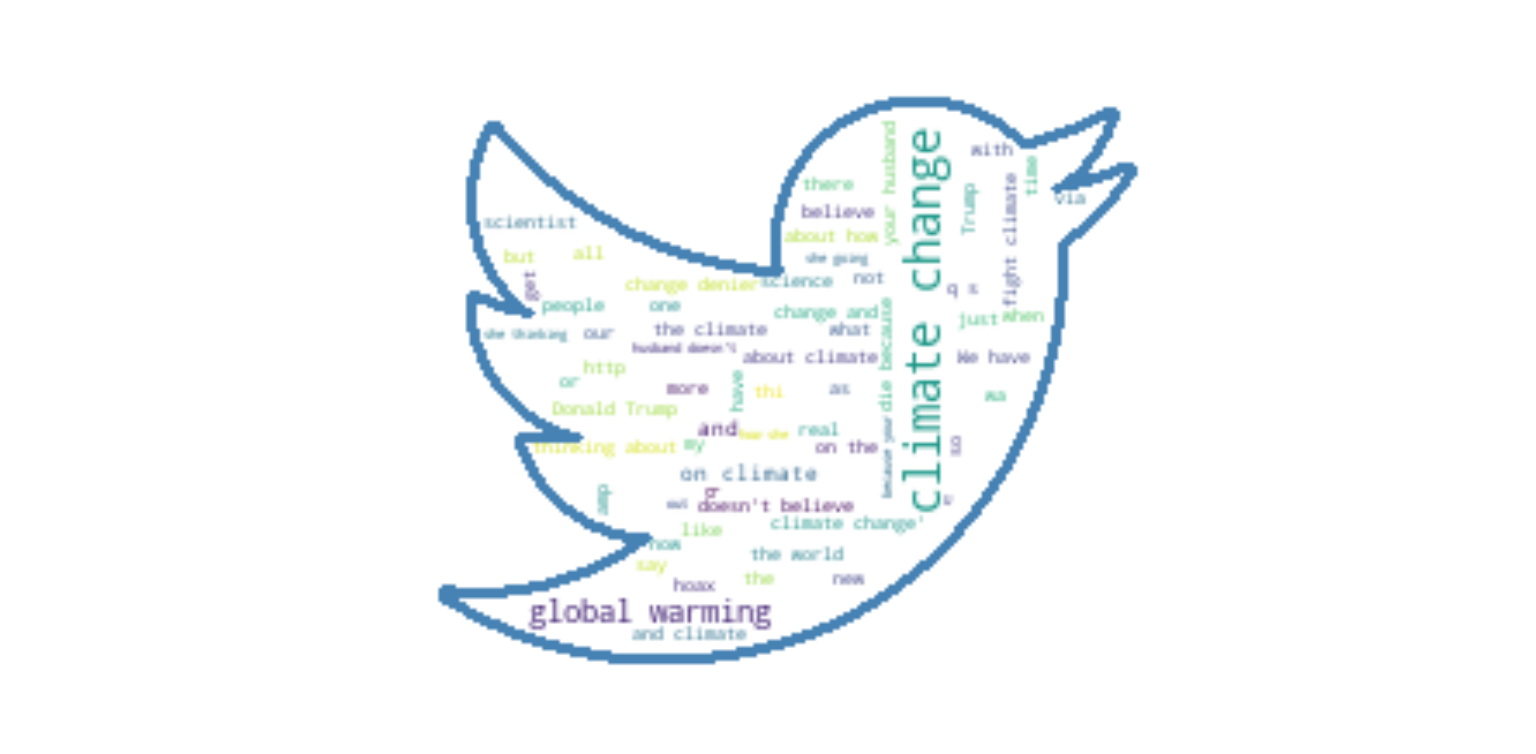 with
there
your husband
climate change
Trump
fight climate
time
via
believe
scientist
about how
but
all
she going
get
change denier
science
not
q s
people
one
change and
just
when
she thinking
our
the climate
what
husband doesn't
about climate
We have
http
or
more
have
thi
as
die because
wa
Donald Trump
and
how she
real
thinking about
my
on the
so
because your
on climate
amp
q
doesn't believe
like
climate change'
how
the world
say
hoax
the
new
global warming
and climate